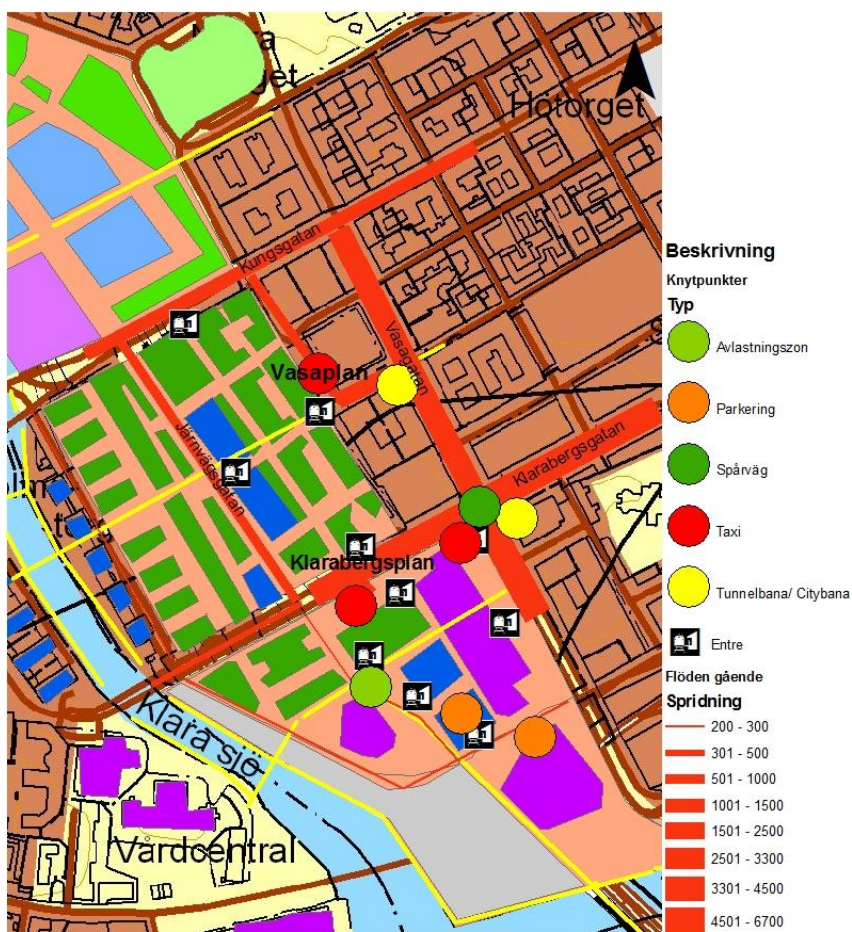 Hötorget
Kungsgatan
Vasagatan
Vasaplan
Järnvägsgatan
Klarabergsgatan
Klarabergsplan
Klara sjö
Vårdcentral
Beskrivning
Knytpunkter
Typ
Avlastningszon
Parkering
Spårväg
Taxi
Tunnelbana/ Citybana
Entre
Flöden gående
Spridning
200 - 300
301 - 500
501 - 1000
1001 - 1500
1501 - 2500
2501 - 3300
3301 - 4500
4501 - 6700